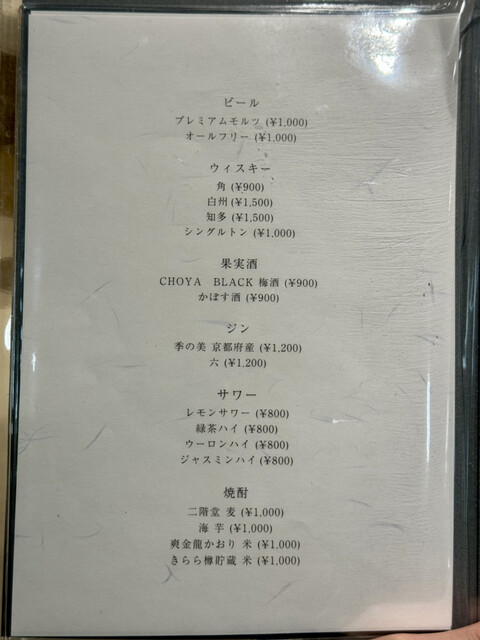 ビール
プレミアムモルツ (¥1,000)
オールフリー (¥1,000)
ウィスキー
角 (¥900)
白州 (¥1,500)
知多 (¥1,500)
シングルトン (¥1,000)
果実酒
CHOYA BLACK 梅酒 (¥900)
かぼす酒 (¥900)
ジン
季の美 京都府産 (¥1,200)
六 (¥1,200)
サワー
レモンサワー (¥800)
緑茶ハイ (¥800)
ウーロンハイ (¥800)
ジャスミンハイ (¥800)
焼酎
二階堂 麦 (¥1,000)
海 芋 (¥1,000)
爽金龍かおり 米 (¥1,000)
きらら樽貯蔵 米 (¥1,000)